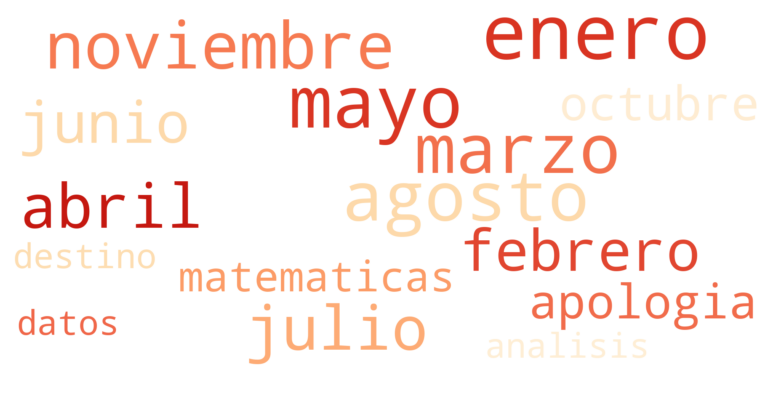 enero
noviembre
mayo
octubre
junio
marzo
agosto
abril
febrero
destino
matematicas
apologia
datos
julio
analisis